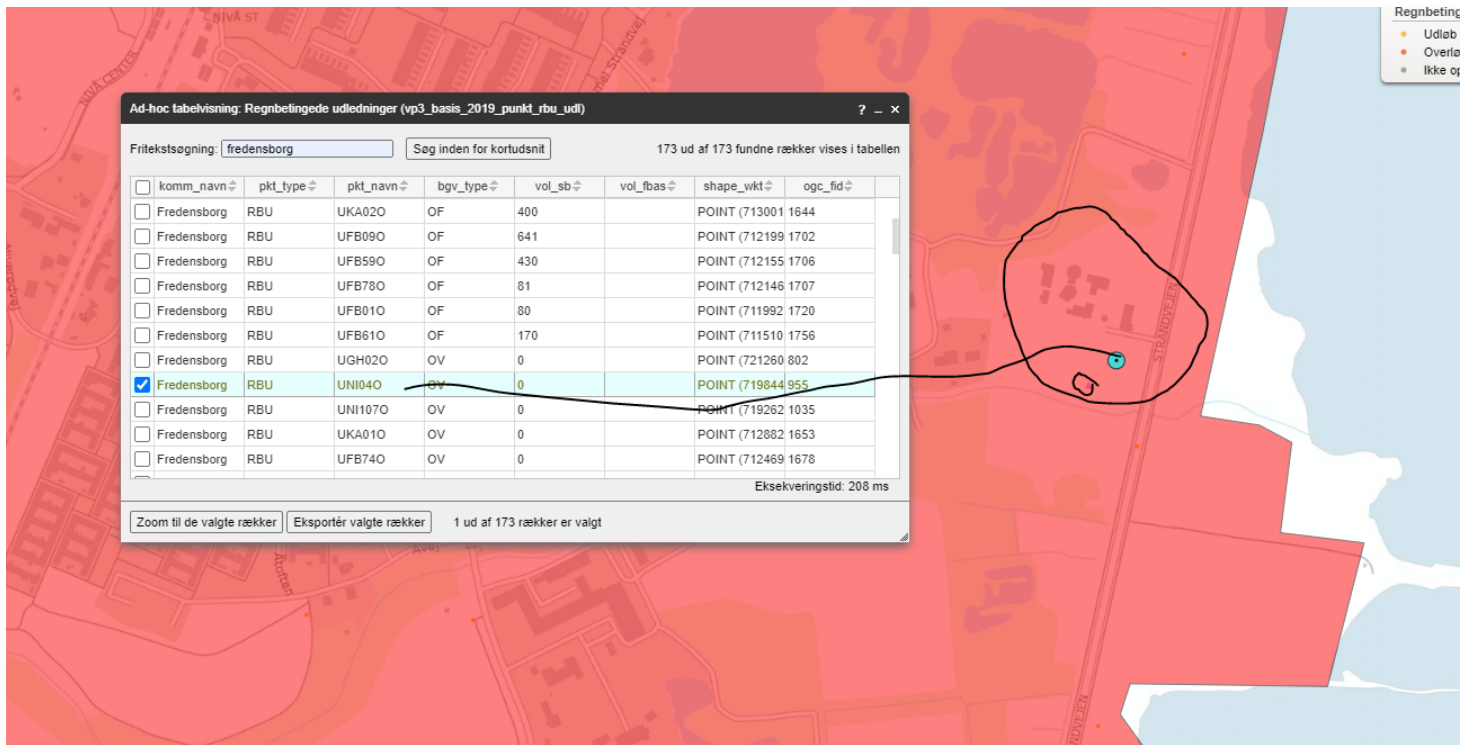 NIVÅ ST
NIVÅ CENTER
Regnbeting
Udløb
Overlø
Ikke op
Ad-hoc tabelvisning: Regnbetingede udledninger (vp3_basis_2019_punkt_rbu_udl)
? _ ×
Fritekstsøgning: fredensborg Søg inden for kortudsnit 173 ud af 173 fundne rækker vises i tabellen
komm_navn pkt_type pkt_navn bgv_type vol_sb vol_fbas shape_wkt ogc_fid
Fredensborg RBU UKA02O OF 400 POINT (713001 1644
Fredensborg RBU UFB09O OF 641 POINT (712199 1702
Fredensborg RBU UFB59O OF 430 POINT (712155 1706
Fredensborg RBU UFB78O OF 81 POINT (712146 1707
Fredensborg RBU UFB01O OF 80 POINT (711992 1720
Fredensborg RBU UFB61O OF 170 POINT (711510 1756
Fredensborg RBU UGH02O OV 0 POINT (721260 802
Fredensborg RBU UNI04O OV 0 POINT (719844 955
Fredensborg RBU UNI107O OV 0 POINT (719262 1035
Fredensborg RBU UKA01O OV 0 POINT (712882 1653
Fredensborg RBU UFB74O OV 0 POINT (712469 1678
Eksekveringstid: 208 ms
Zoom til de valgte rækker Eksportér valgte rækker 1 ud af 173 rækker er valgt
STRANDVEJEN
Åtoften
NDVEJEN